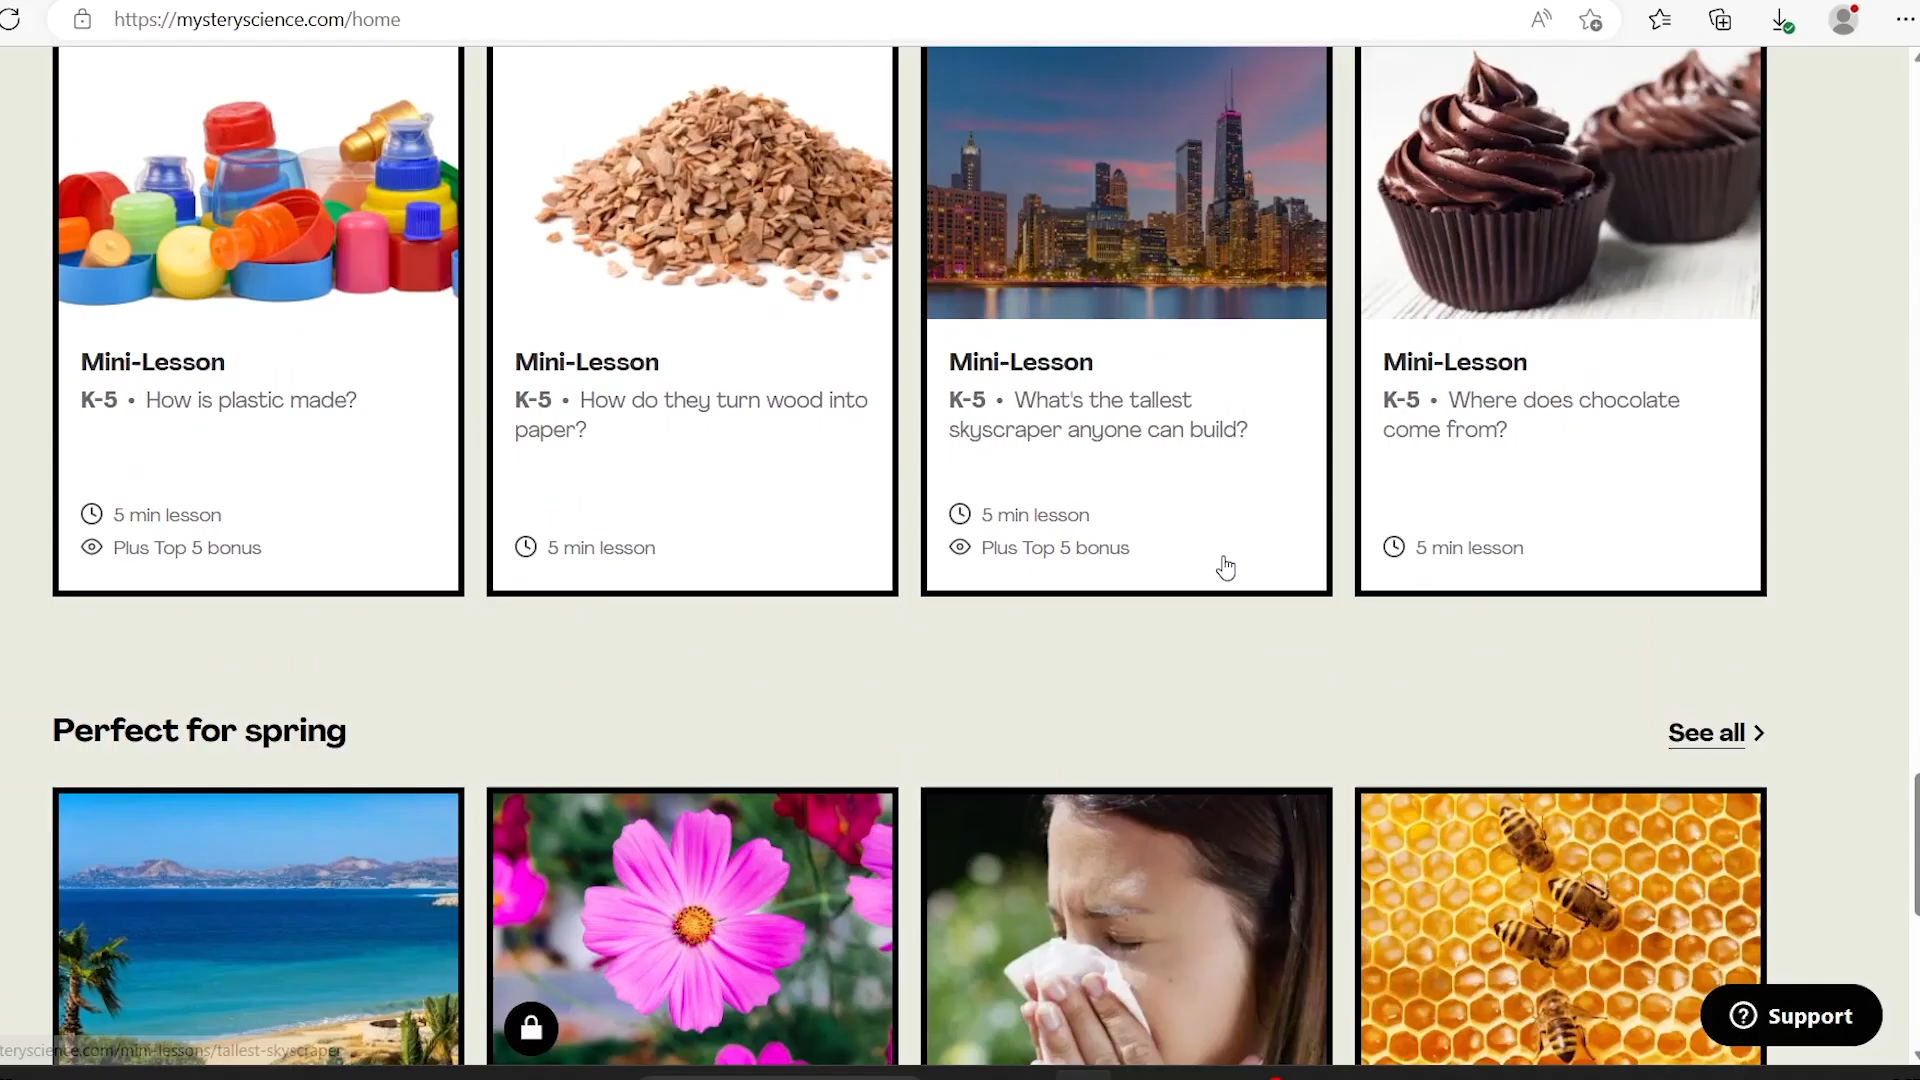 https://mysteryscience.com/home
Mini-Lesson
K-5 • How is plastic made?
5 min lesson
Plus Top 5 bonus
Mini-Lesson
K-5 • How do they turn wood into
paper?
5 min lesson
Mini-Lesson
K-5 • What's the tallest
skyscraper anyone can build?
5 min lesson
Plus Top 5 bonus
Mini-Lesson
K-5 • Where does chocolate
come from?
5 min lesson
Perfect for spring
See all >
Support
teryscience.com/mini-lessons/tallest-skyscraper